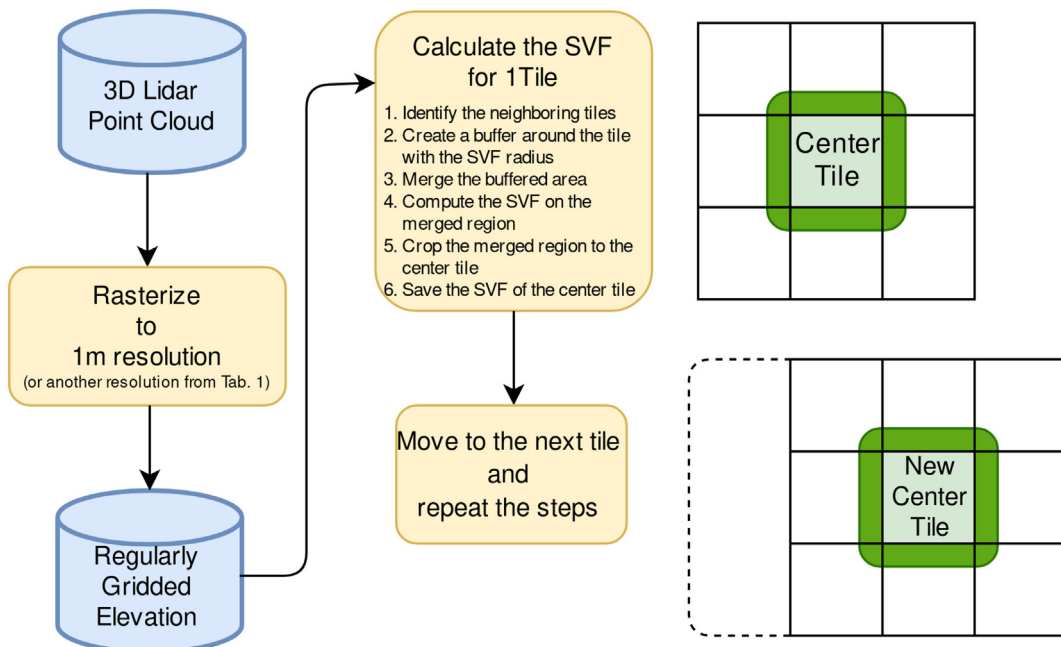 3D Lidar
Point Cloud
Rasterize
to
1m resolution
(or another resolution from Tab. 1)
Regularly
Gridded
Elevation
Calculate the SVF
for 1Tile
1. Identify the neighboring tiles
2. Create a buffer around the tile
with the SVF radius
3. Merge the buffered area
4. Compute the SVF on the
merged region
5. Crop the merged region to the
center tile
6. Save the SVF of the center tile
Move to the next tile
and
repeat the steps
Center
Tile
New
Center
Tile